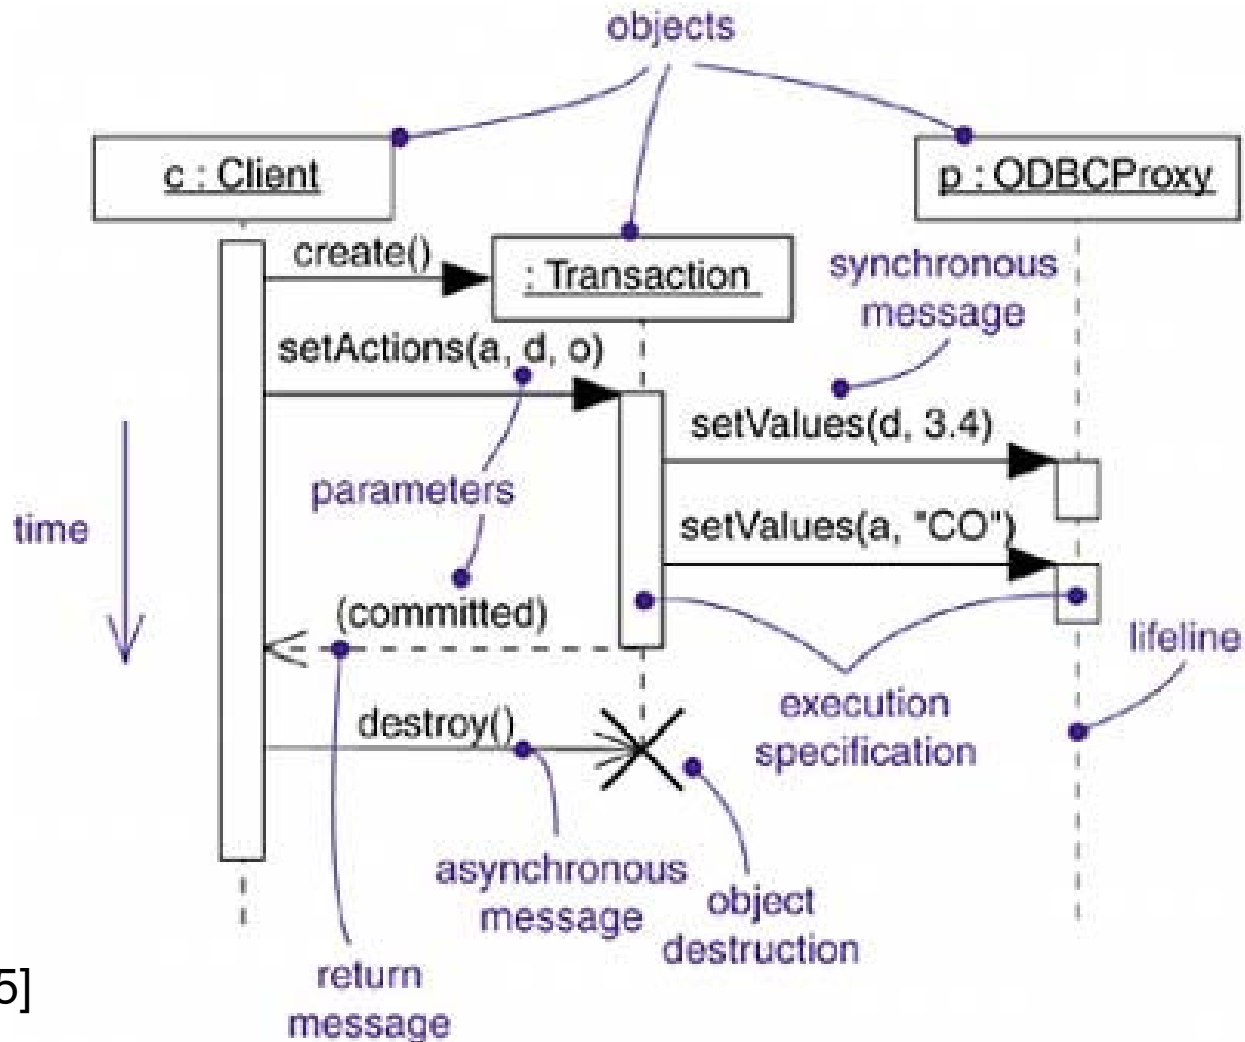 objects
c : Client
p : ODBCProxy
create()
: Transaction
synchronous
message
setActions(a, d, o)
setValues(d, 3.4)
parameters
time
setValues(a, "CO")
(committed)
lifeline
execution
specification
destroy()
asynchronous
message
object
destruction
return
message
5]